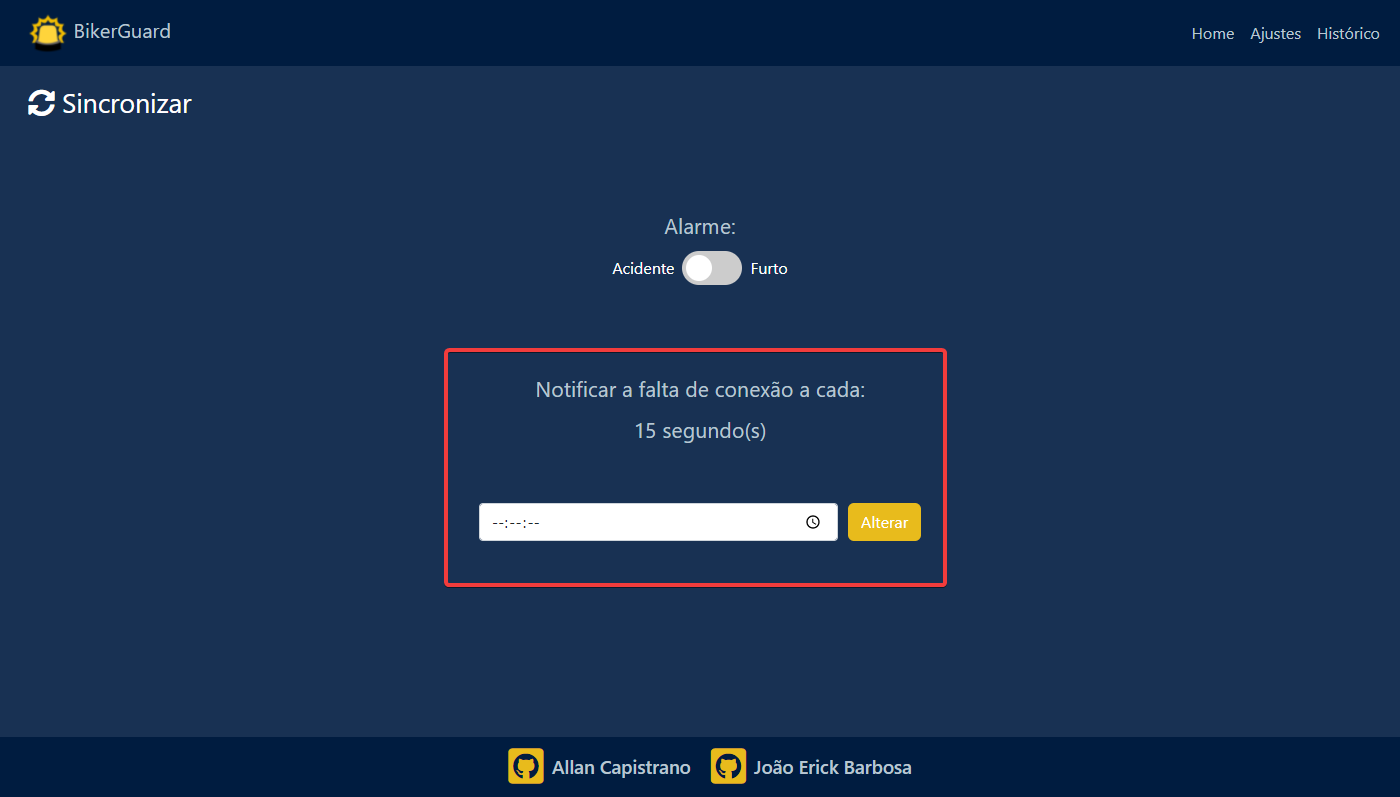 BikerGuard
Home Ajustes Histórico
Sincronizar
Alarme:
Acidente Furto
Notificar a falta de conexão a cada:
15 segundo(s)
--:--:-- Alterar
Allan Capistrano João Erick Barbosa